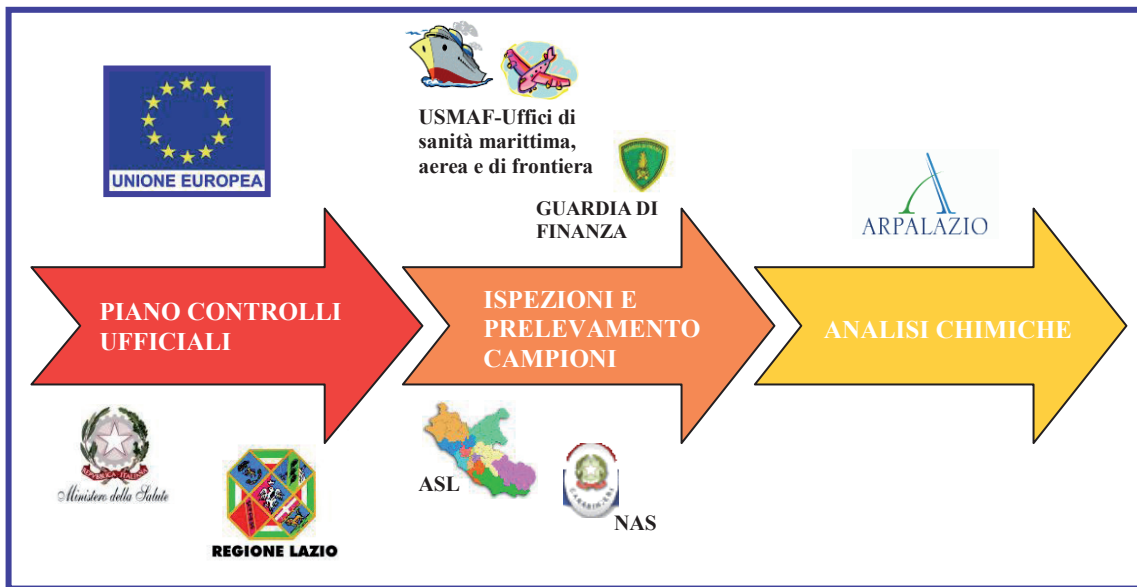 UNIONE EUROPEA
USMAF-Uffici di
sanità marittima,
aerea e di frontiera
GUARDIA DI
FINANZA
ARPALAZIO
PIANO CONTROLLI
UFFICIALI
ISPEZIONI E
PRELEVAMENTO
CAMPIONI
ANALISI CHIMICHE
Ministero della Salute
REGIONE LAZIO
ASL
NAS